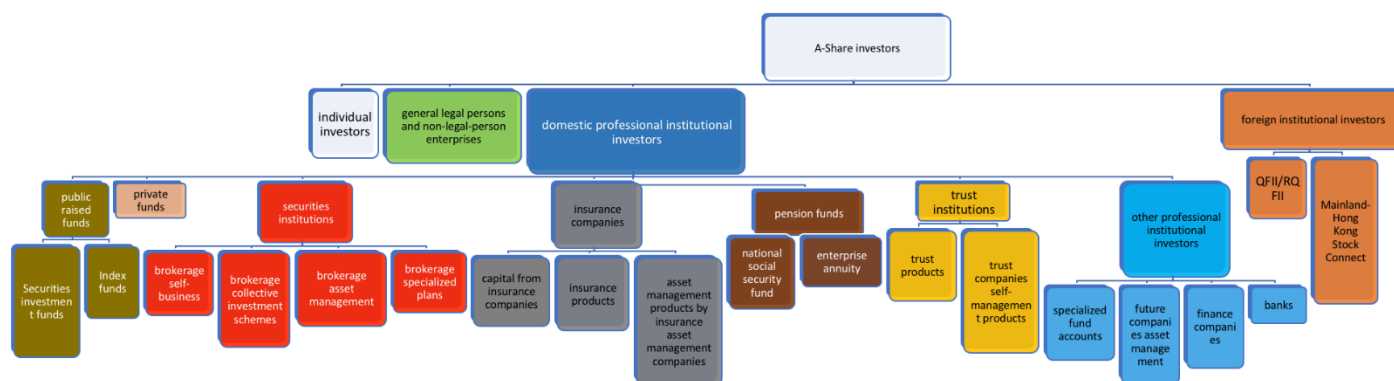 A-Share investors
individual
investors
general legal persons
and non-legal-person
enterprises
domestic professional institutional
investors
foreign institutional investors
public
raised
funds
private
funds
securities
institutions
insurance
companies
pension funds
trust
institutions
other professional
institutional
investors
QFII/RQ
FII
Mainland-
Hong
Kong
Stock
Connect
Securities
investmen
t funds
Index
funds
brokerage
self-
business
brokerage
collective
investment
schemes
brokerage
asset
management
brokerage
specialized
plans
capital from
insurance
companies
insurance
products
asset
management
products by
insurance
asset
management
companies
national
social
security
fund
enterprise
annuity
trust
products
trust
companies
self-
managemen
t products
specialized
fund
accounts
future
compani
es asset
manage
ment
finance
compani
es
banks